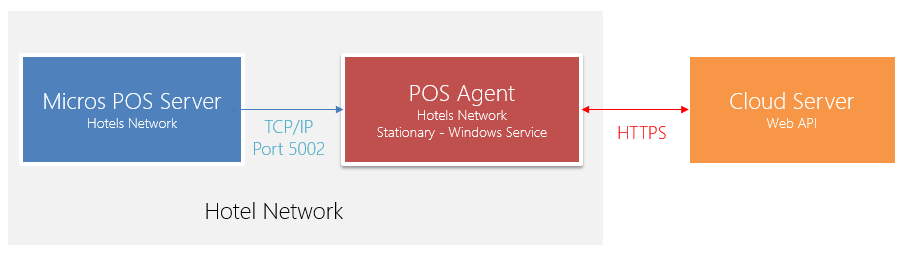 Micros POS Server
Hotels Network
TCP/IP
Port 5002
POS Agent
Hotels Network
Stationary - Windows Service
HTTPS
Cloud Server
Web API
Hotel Network